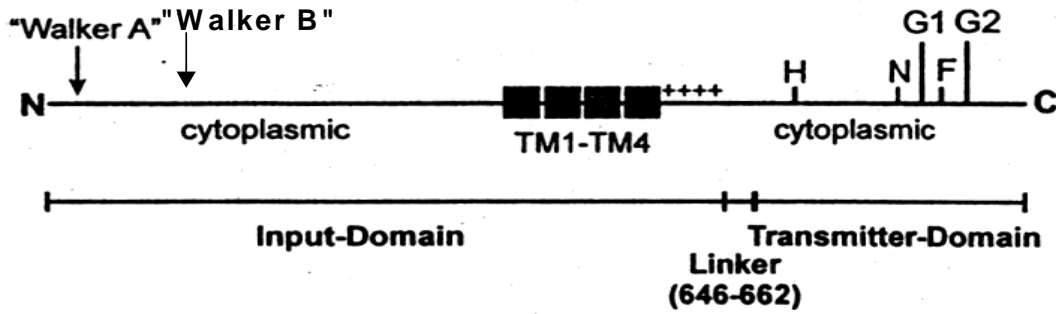 "Walker A" "Walker B"
G1 G2
H N F
++++
N C
cytoplasmic cytoplasmic
TM1-TM4
Input-Domain Transmitter-Domain
Linker
(646-662)